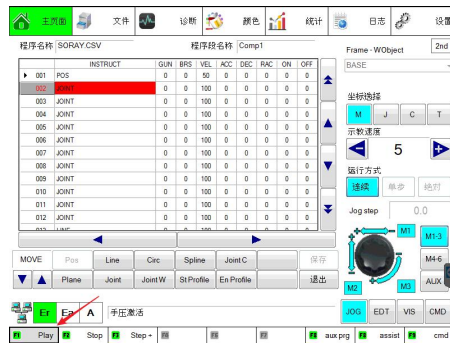 主页面 文件 诊断 颜色 统计 日志 设置
程序名称 SORAY.CSV 程序段名称 Comp1
Frame - WObject 2nd
BASE
INSTRUCT GUN BRS VEL ACC DEC RAC ON OFF
001 POS 0 0 50 0 0 0 0 0
002 JOINT 0 0 100 0 0 0 0 0
003 JOINT 0 0 100 0 0 0 0 0
004 JOINT 0 0 100 0 0 0 0 0
005 JOINT 0 0 100 0 0 0 0 0
006 JOINT 0 0 100 0 0 0 0 0
007 JOINT 0 0 100 0 0 0 0 0
008 JOINT 0 0 100 0 0 0 0 0
009 JOINT 0 0 100 0 0 0 0 0
010 JOINT 0 0 100 0 0 0 0 0
011 JOINT 0 0 100 0 0 0 0 0
012 JOINT 0 0 100 0 0 0 0 0
坐标选择
M J C T
示教速度
5
运行方式
连续 单步 绝对
Jog step 0.0
M1 M1-3
M4-6
M2 M3 AUX
MOVE Pos Line Circ Spline Joint C 保存
Plane Joint Joint W St Profile En Profile 退出
Er Ea A 手压激活
JOG EDT VIS CMD
F1 Play F2 Stop F3 Step + F4 F5 F6 F7 F8 aux prg F9 assist F10 cmd